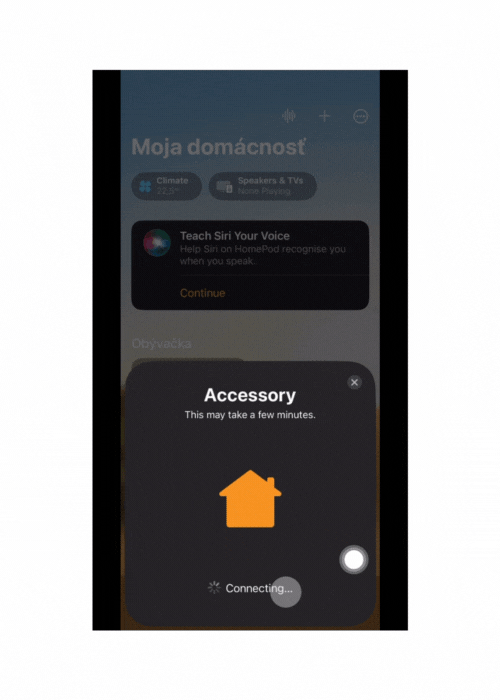 Moja domácnosť
Climate
22,5°
Speakers & TVs
None Playing
Teach Siri Your Voice
Help Siri on HomePod recognise you
when you speak.
Continue
Obývačka
Accessory
This may take a few minutes.
Connecting...